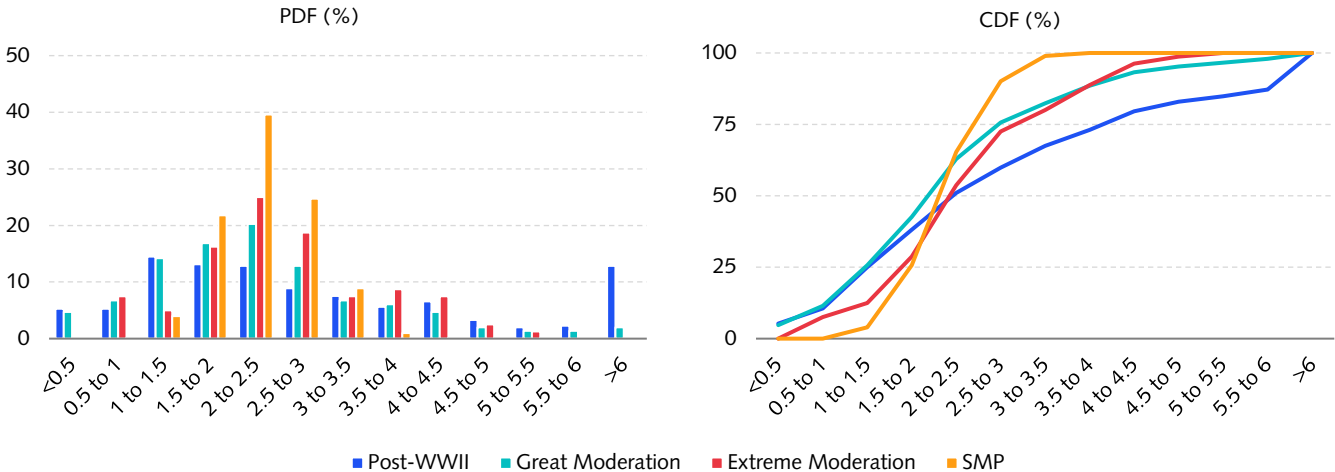 PDF (%)
50
40
30
20
10
0
<0.5
0.5 to 1
1 to 1.5
1.5 to 2
2 to 2.5
2.5 to 3
3 to 3.5
3.5 to 4
4 to 4.5
4.5 to 5
5 to 5.5
5.5 to 6
>6
CDF (%)
100
75
50
25
0
<0.5
0.5 to 1
1 to 1.5
1.5 to 2
2 to 2.5
2.5 to 3
3 to 3.5
3.5 to 4
4 to 4.5
4.5 to 5
5 to 5.5
5.5 to 6
>6
Post-WWII Great Moderation Extreme Moderation SMP